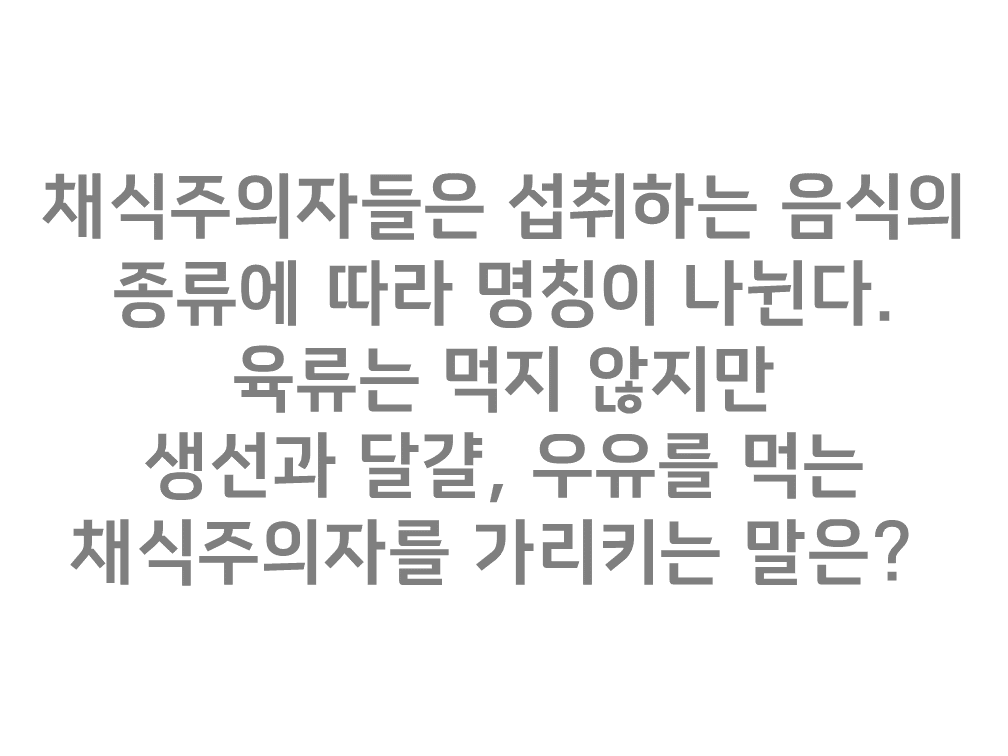 채식주의자들은 섭취하는 음식의
종류에 따라 명칭이 나뉜다.
육류는 먹지 않지만
생선과 달걀, 우유를 먹는
채식주의자를 가리키는 말은?